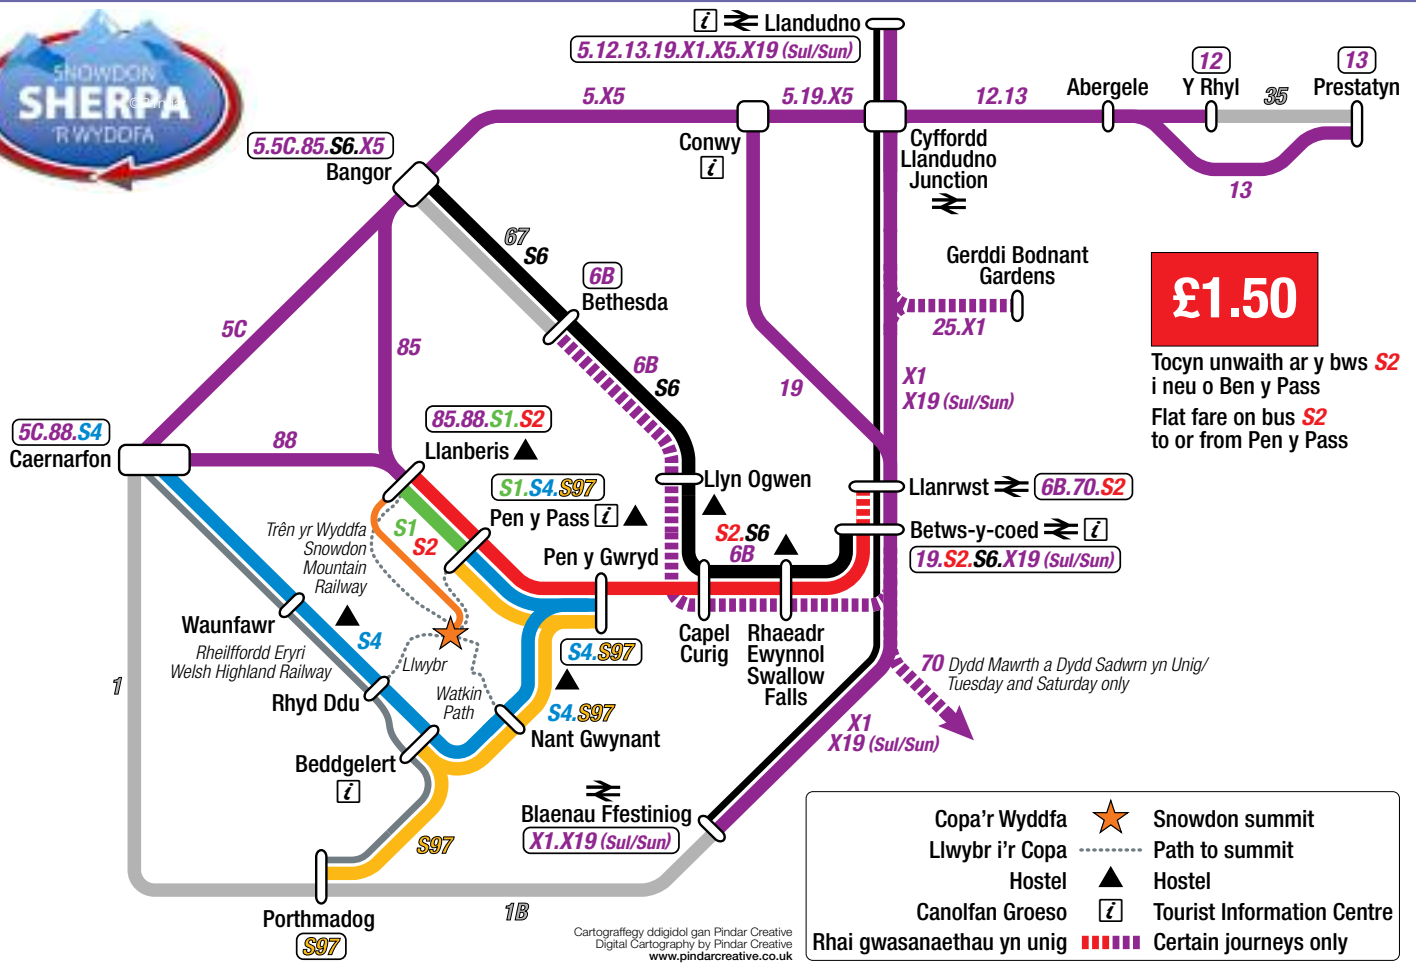 SNOWDON
SHERPA
'R WYDDFA
i Llandudno
5.12.13.19.X1.X5.X19 (Sul/Sun)
5.X5
5.19.X5
12.13
Abergele
12
Y Rhyl
35
13
Prestatyn
13
5.5C.85.S6.X5
Bangor
Conwy
i
Cyffordd
Llandudno
Junction
67
S6
6B
Bethesda
Gerddi Bodnant
Gardens
25.X1
£1.50
Tocyn unwaith ar y bws S2
i neu o Ben y Pass
Flat fare on bus S2
to or from Pen y Pass
5C
85
6B
S6
19
X1
X19 (Sul/Sun)
5C.88.S4
Caernarfon
88
85.88.S1.S2
Llanberis
S1.S4.S97
Pen y Pass i
Llyn Ogwen
S2.S6
6B
Llanrwst 6B.70.S2
Betws-y-coed i
19.S2.S6.X19 (Sul/Sun)
Trên yr Wyddfa
Snowdon
Mountain
Railway
S1
S2
Pen y Gwryd
S4.S97
Capel
Curig
Rhaeadr
Ewynnol
Swallow
Falls
Waunfawr
Rheilffordd Eryri
Welsh Highland Railway
S4
Llwybr
Watkin
Path
Rhyd Ddu
1
S4.S97
Nant Gwynant
70 Dydd Mawrth a Dydd Sadwrn yn Unig/
Tuesday and Saturday only
X1
X19 (Sul/Sun)
Beddgelert
i
Blaenau Ffestiniog
X1.X19 (Sul/Sun)
S97
1B
Porthmadog
S97
Cartograffegy ddigidol gan Pindar Creative
Digital Cartography by Pindar Creative
www.pindarcreative.co.uk
Copa'r Wyddfa Snowdon summit
Llwybr i'r Copa Path to summit
Hostel Hostel
Canolfan Groeso i Tourist Information Centre
Rhai gwasanaethau yn unig Certain journeys only